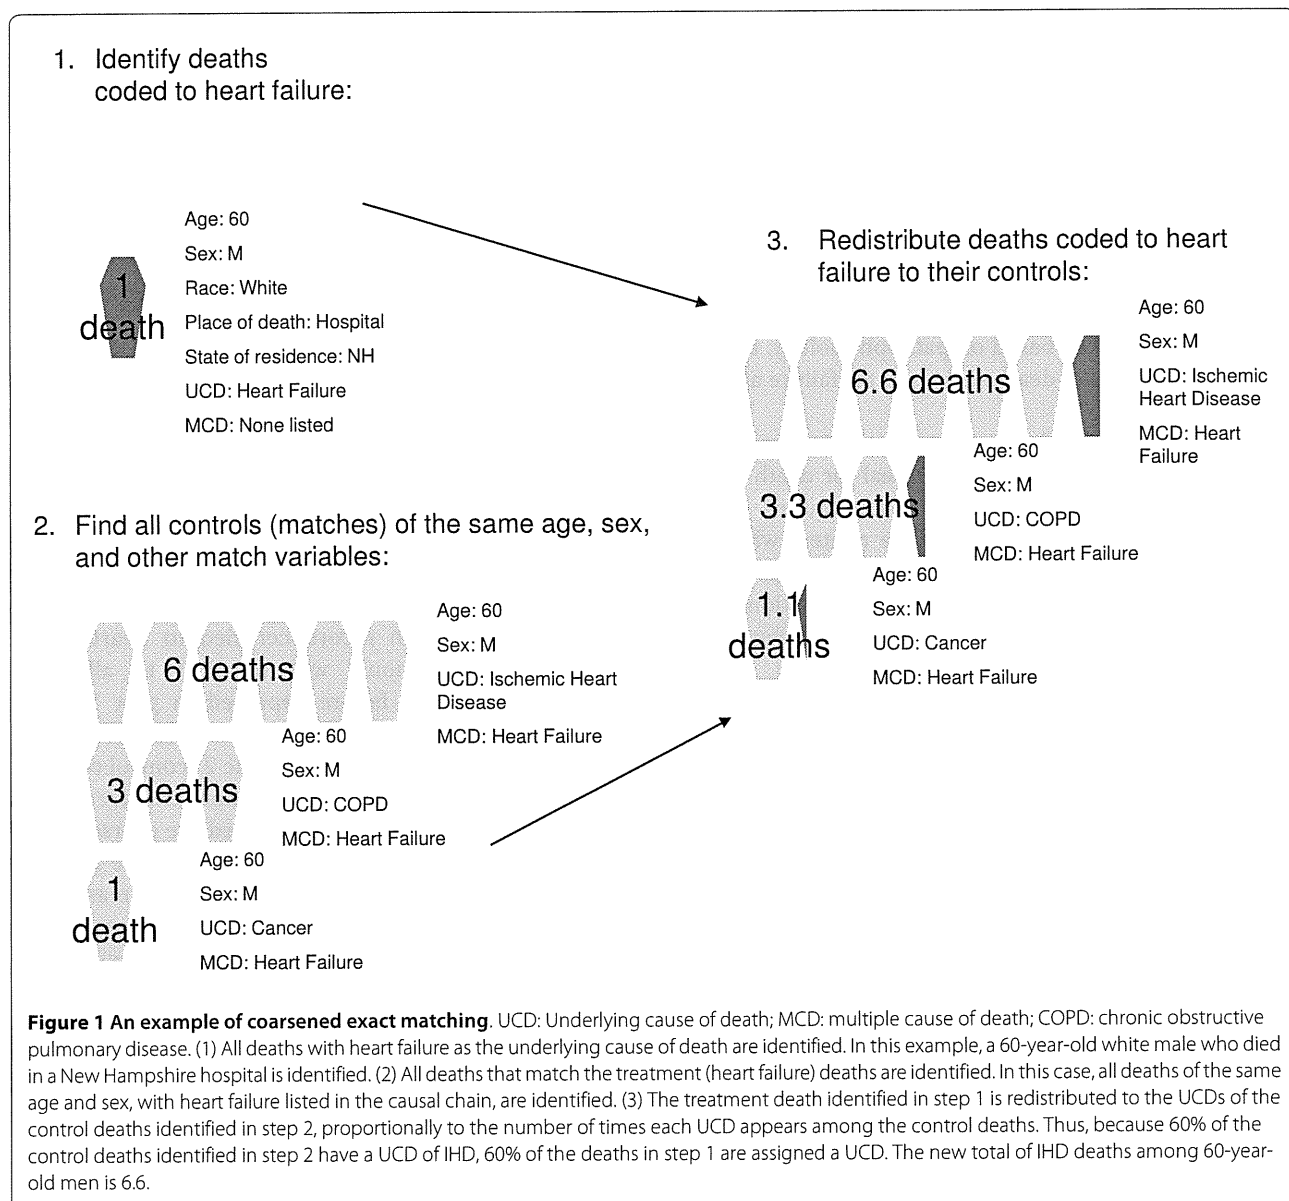 1. Identify deaths
coded to heart failure:
Age: 60
Sex: M
Race: White
Place of death: Hospital
State of residence: NH
UCD: Heart Failure
MCD: None listed
1
death
2. Find all controls (matches) of the same age, sex,
and other match variables:
6 deaths
Age: 60
Sex: M
UCD: Ischemic Heart
Disease
MCD: Heart Failure
3 deaths
Age: 60
Sex: M
UCD: COPD
MCD: Heart Failure
1
death
Age: 60
Sex: M
UCD: Cancer
MCD: Heart Failure
3. Redistribute deaths coded to heart
failure to their controls:
6.6 deaths
Age: 60
Sex: M
UCD: Ischemic
Heart Disease
MCD: Heart
Failure
3.3 deaths
Age: 60
Sex: M
UCD: COPD
MCD: Heart Failure
1.1
deaths
Age: 60
Sex: M
UCD: Cancer
MCD: Heart Failure
Figure 1 An example of coarsened exact matching. UCD: Underlying cause of death; MCD: multiple cause of death; COPD: chronic obstructive
pulmonary disease. (1) All deaths with heart failure as the underlying cause of death are identified. In this example, a 60-year-old white male who died
in a New Hampshire hospital is identified. (2) All deaths that match the treatment (heart failure) deaths are identified. In this case, all deaths of the same
age and sex, with heart failure listed in the causal chain, are identified. (3) The treatment death identified in step 1 is redistributed to the UCDs of the
control deaths identified in step 2, proportionally to the number of times each UCD appears among the control deaths. Thus, because 60% of the
control deaths identified in step 2 have a UCD of IHD, 60% of the deaths in step 1 are assigned a UCD. The new total of IHD deaths among 60-year-
old men is 6.6.